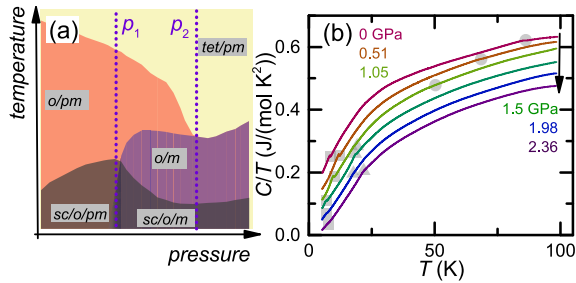 (a)
p1
p2
tet/pm
o/pm
o/m
sc/o/pm
sc/o/m
temperature
pressure
(b)
0 GPa
0.51
1.05
1.5 GPa
1.98
2.36
C/T (J/(mol K²))
0.6
0.4
0.2
0.0
0
50
100
T (K)